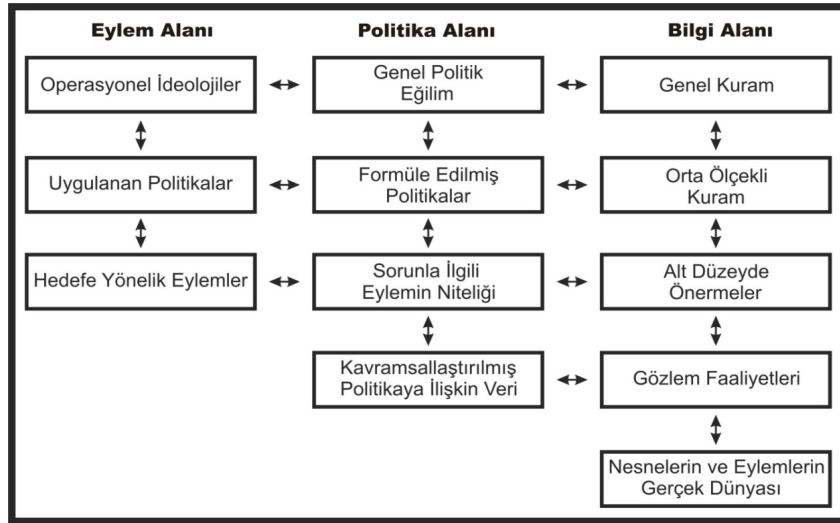 Eylem Alanı Politika Alanı Bilgi Alanı
Operasyonel İdeolojiler
Genel Politik
Eğilim
Genel Kuram
Uygulanan Politikalar
Formüle Edilmiş
Politikalar
Orta Ölçekli
Kuram
Hedefe Yönelik Eylemler
Sorunla İlgili
Eylemin Niteliği
Alt Düzeyde
Önermeler
Kavramsallaştırılmış
Politikaya İlişkin Veri
Gözlem Faaliyetleri
Nesnelerin ve Eylemlerin
Gerçek Dünyası